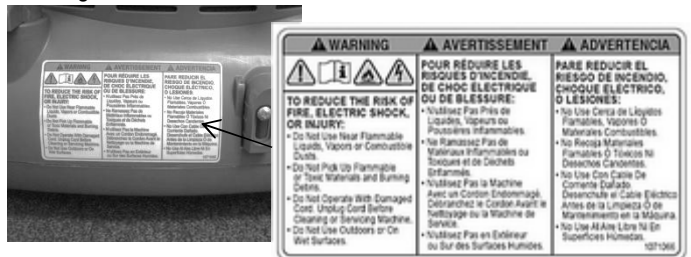 WARNING
TO REDUCE THE RISK OF
FIRE, ELECTRIC SHOCK,
OR INJURY:
• Do Not Use Near Flammable
Liquids, Vapors or Combustible
Dusts.
• Do Not Pick Up Flammable
or Toxic Materials and Burning
Debris.
• Do Not Operate With Damaged
Cord. Unplug Cord Before
Cleaning or Servicing Machine.
• Do Not Use Outdoors or On
Wet Surfaces.
AVERTISSEMENT
POUR RÉDUIRE LES
RISQUES D'INCENDIE,
DE CHOC ÉLECTRIQUE
OU DE BLESSURE:
• N'utilisez Pas Près de
Liquides, Vapeurs ou
Poussières Inflammables.
• Ne Ramassez Pas de
Matériaux Inflammables ou
Toxiques et de Déchets
Enflammés.
• N'utilisez Pas la Machine
Avec un Cordon Endommagé.
Débranchez le Cordon Avant le
Nettoyage ou la Machine de
Service.
• N'utilisez Pas en Extérieur
ou Sur des Surfaces Humides.
ADVERTENCIA
PARE REDUCIR EL
RIESGO DE INCENDIO,
CHOQUE ELÉCTRICO,
O LESIONES:
• No Use Cerca de Líquidos
Flamables, Vapores O
Materiales Combustibles.
• No Recoja Materiales
Flamables O Tóxicos Ni
Desechos Candentes.
• No Use Con Cable De
Corriente Dañado.
Desenchufe el Cable Eléctrico
Antes de la Limpieza O de
Mantenimiento en la Máquina.
• No Use Al Aire Libre Ni En
Superficies Húmedas.
1071066
WARNING
AVERTISSEMENT
ADVERTENCIA